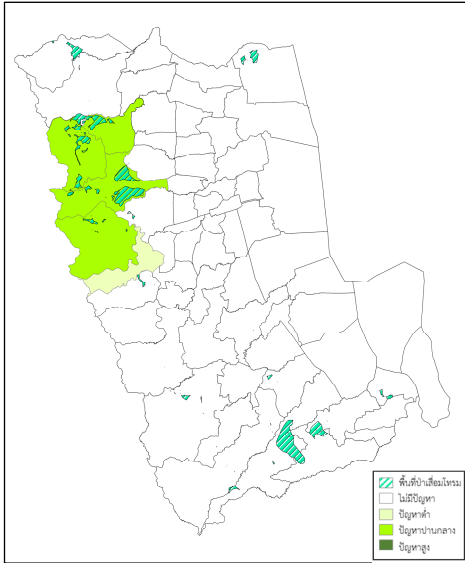 พื้นที่ป่าเสื่อมโทรม
ไม่มีปัญหา
ปัญหาต่ำ
ปัญหาปานกลาง
ปัญหาสูง